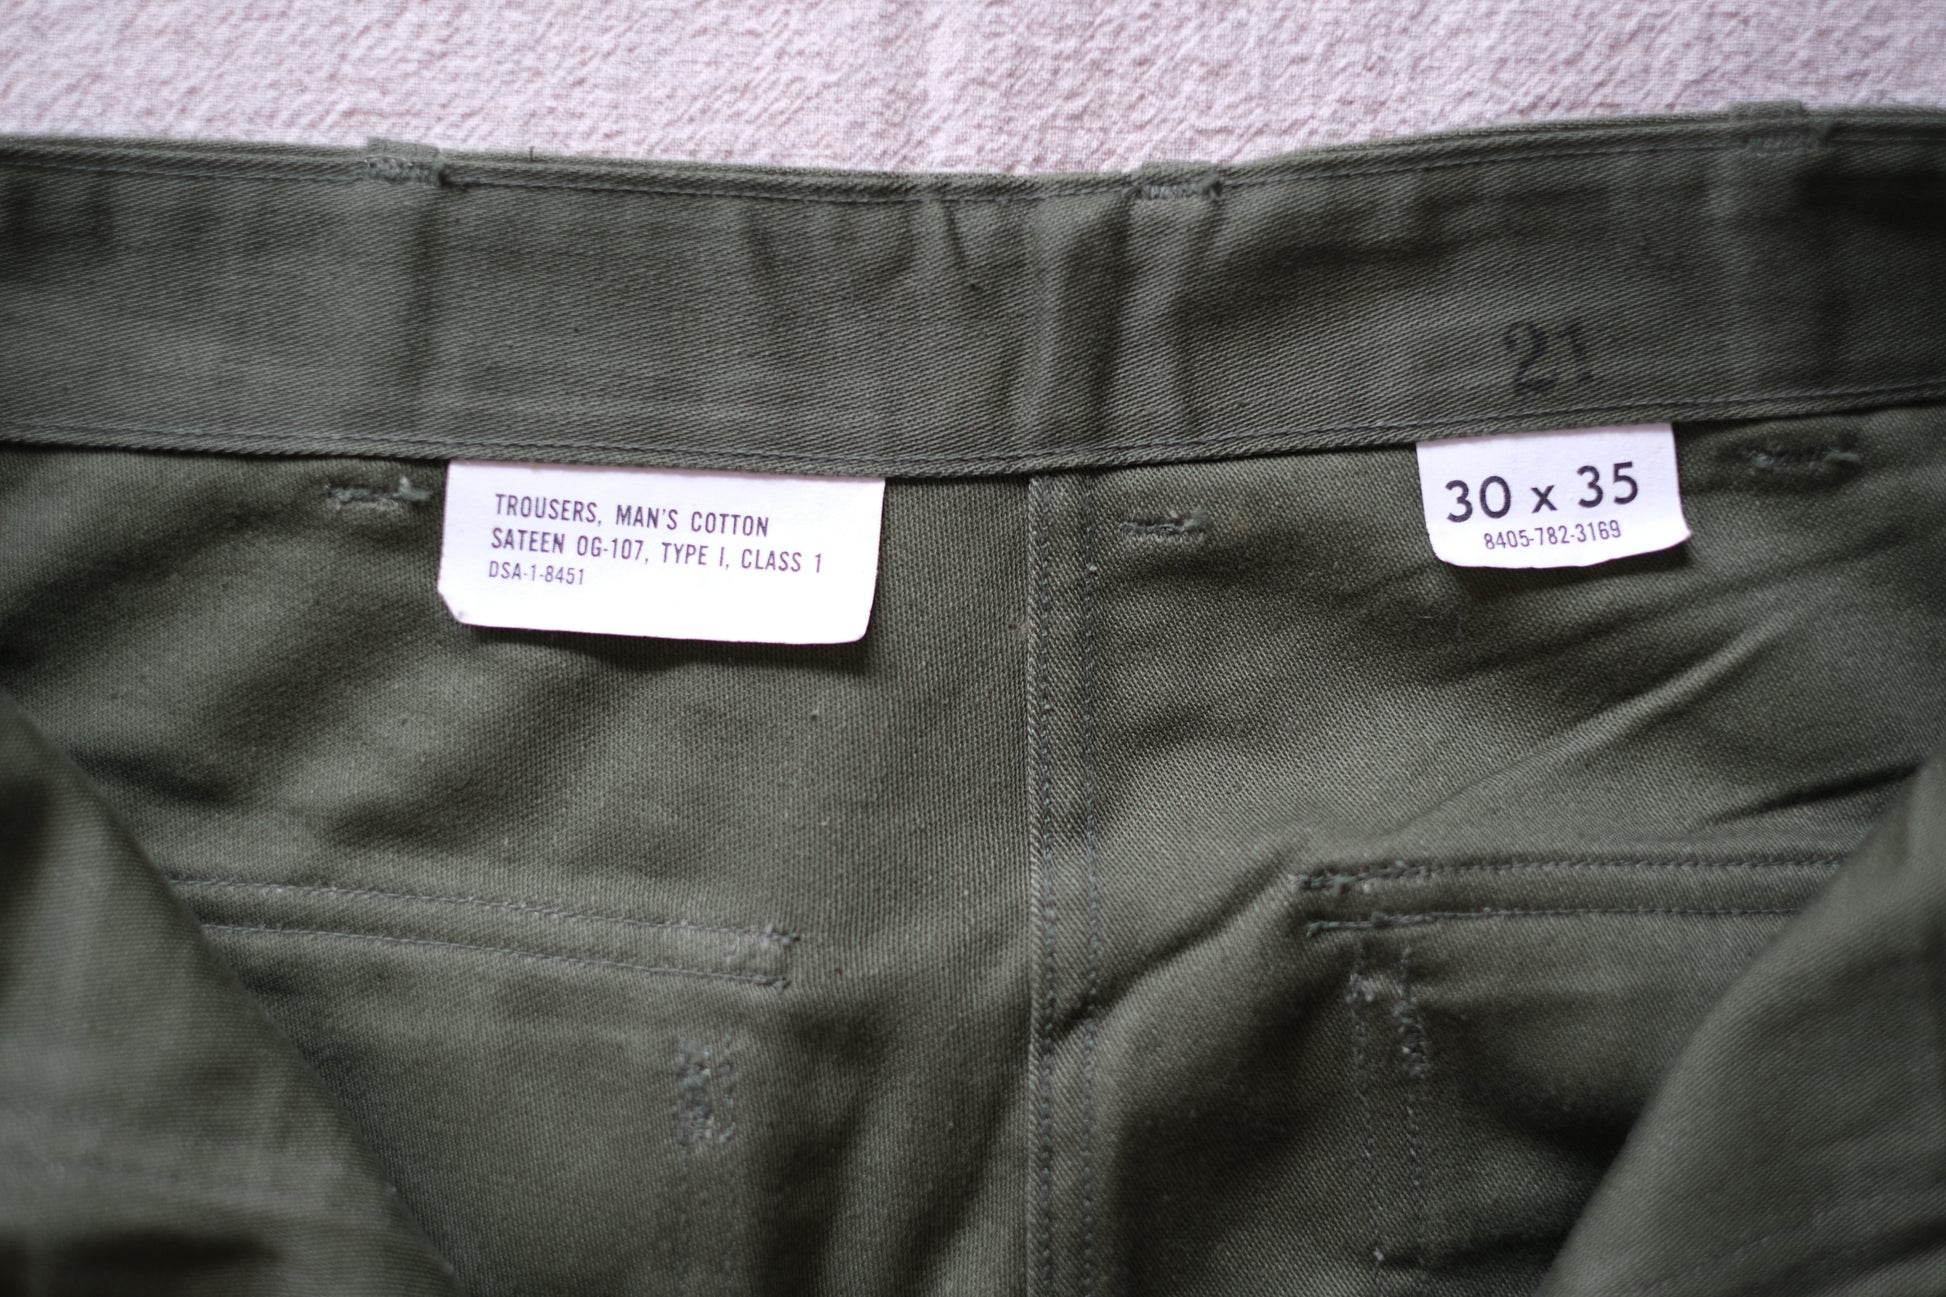 21
TROUSERS, MAN'S COTTON
SATEEN OG-107, TYPE I, CLASS 1
DSA-1-8451
30 x 35
8405-782-3169